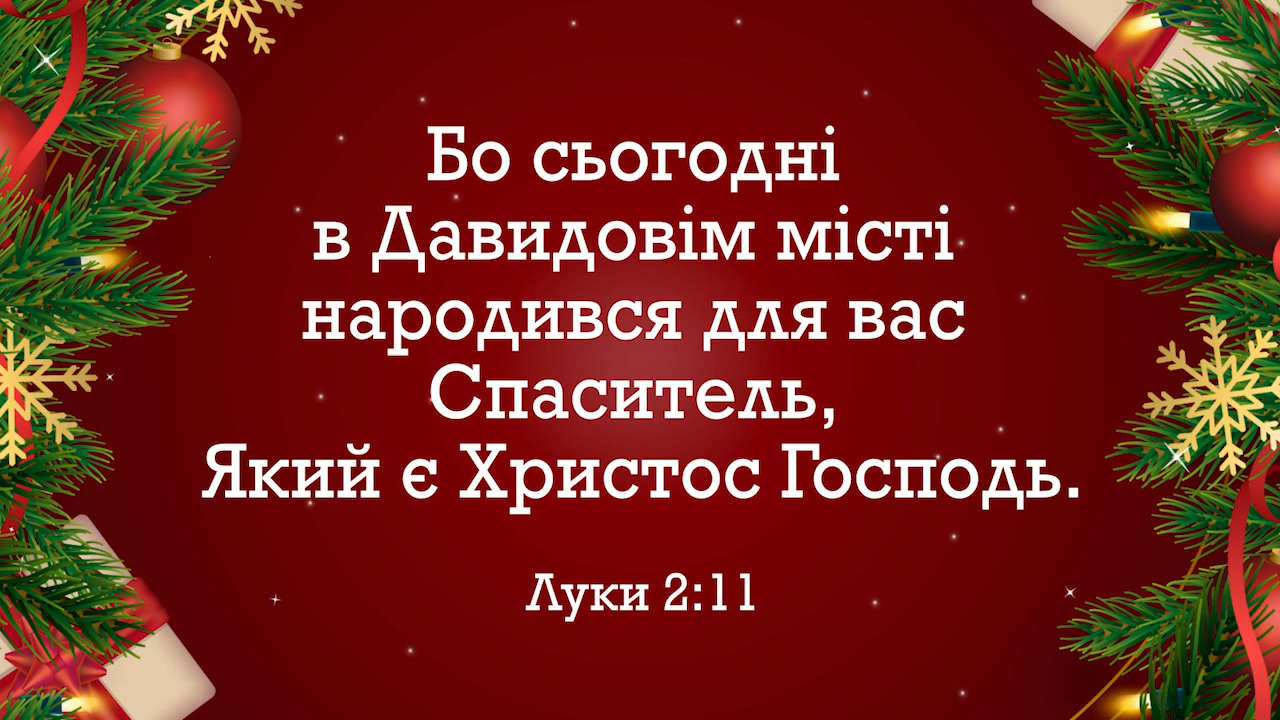 Бо сьогодні
в Давидовім місті
народився для вас
Спаситель,
Який є Христос Господь.
Луки 2:11